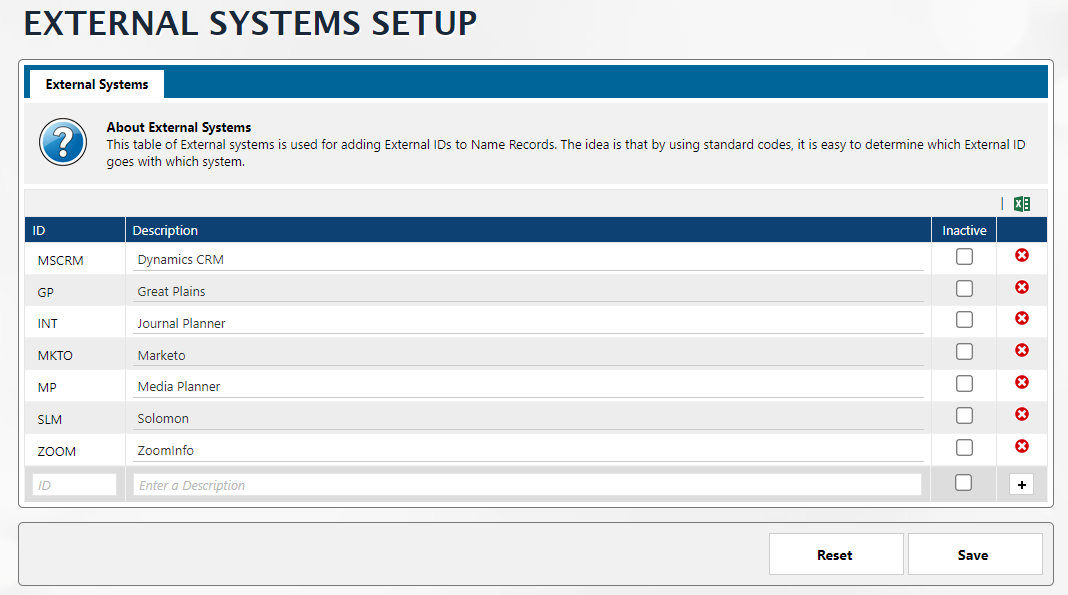 EXTERNAL SYSTEMS SETUP
External Systems
About External Systems
This table of External systems is used for adding External IDs to Name Records. The idea is that by using standard codes, it is easy to determine which External ID
goes with which system.
ID Description Inactive
MSCRM Dynamics CRM
GP Great Plains
INT Journal Planner
MKTO Marketo
MP Media Planner
SLM Solomon
ZOOM ZoomInfo
ID Enter a Description
Reset Save